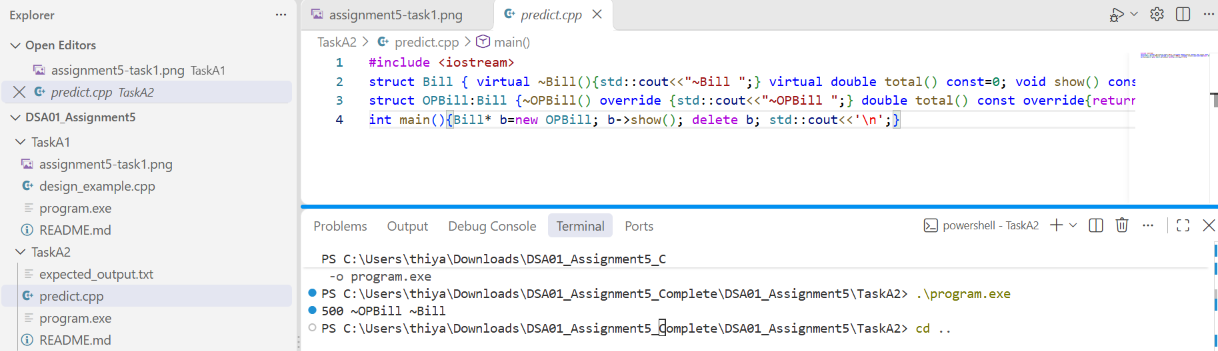 Explorer
Open Editors
assignment5-task1.png TaskA1
predict.cpp TaskA2
DSA01_Assignment5
TaskA1
assignment5-task1.png
design_example.cpp
program.exe
README.md
TaskA2
expected_output.txt
predict.cpp
program.exe
README.md
assignment5-task1.png predict.cpp
TaskA2 > predict.cpp > main()
1 #include <iostream>
2 struct Bill { virtual ~Bill(){std::cout<<"~Bill ";} virtual double total() const=0; void show() cons
3 struct OPBill:Bill {~OPBill() override {std::cout<<"~OPBill ";} double total() const override{return
4 int main(){Bill* b=new OPBill; b->show(); delete b; std::cout<<'\n';}
Problems Output Debug Console Terminal Ports
powershell - TaskA2
PS C:\Users\thiya\Downloads\DSA01_Assignment5_C
-o program.exe
PS C:\Users\thiya\Downloads\DSA01_Assignment5_Complete\DSA01_Assignment5\TaskA2> .\program.exe
500 ~OPBill ~Bill
PS C:\Users\thiya\Downloads\DSA01_Assignment5_Complete\DSA01_Assignment5\TaskA2> cd ..